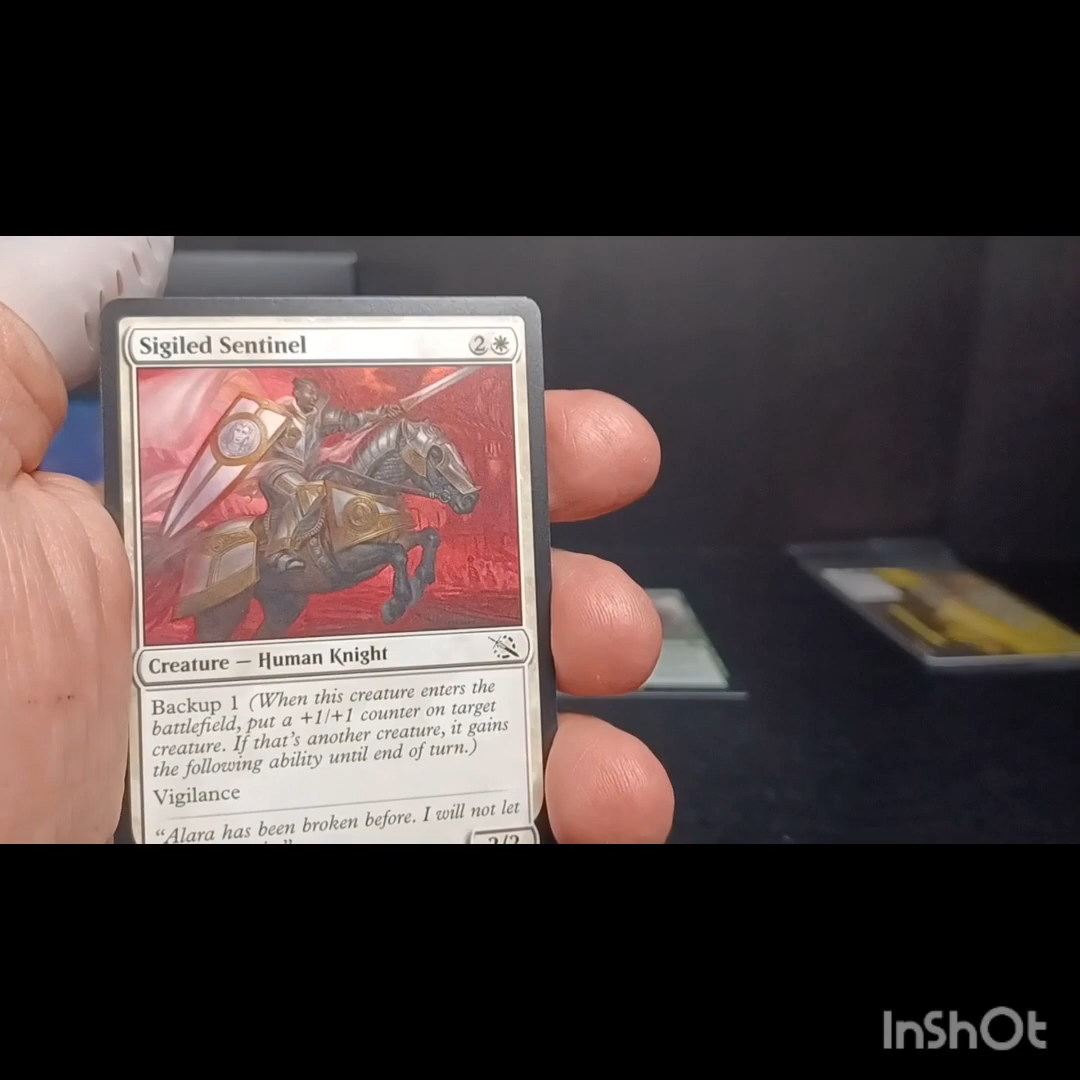 Sigiled Sentinel 2
Creature — Human Knight
Backup 1 (When this creature enters the
battlefield, put a +1/+1 counter on target
creature. If that's another creature, it gains
the following ability until end of turn.)
Vigilance
“Alara has been broken before. I will not let
InShOt